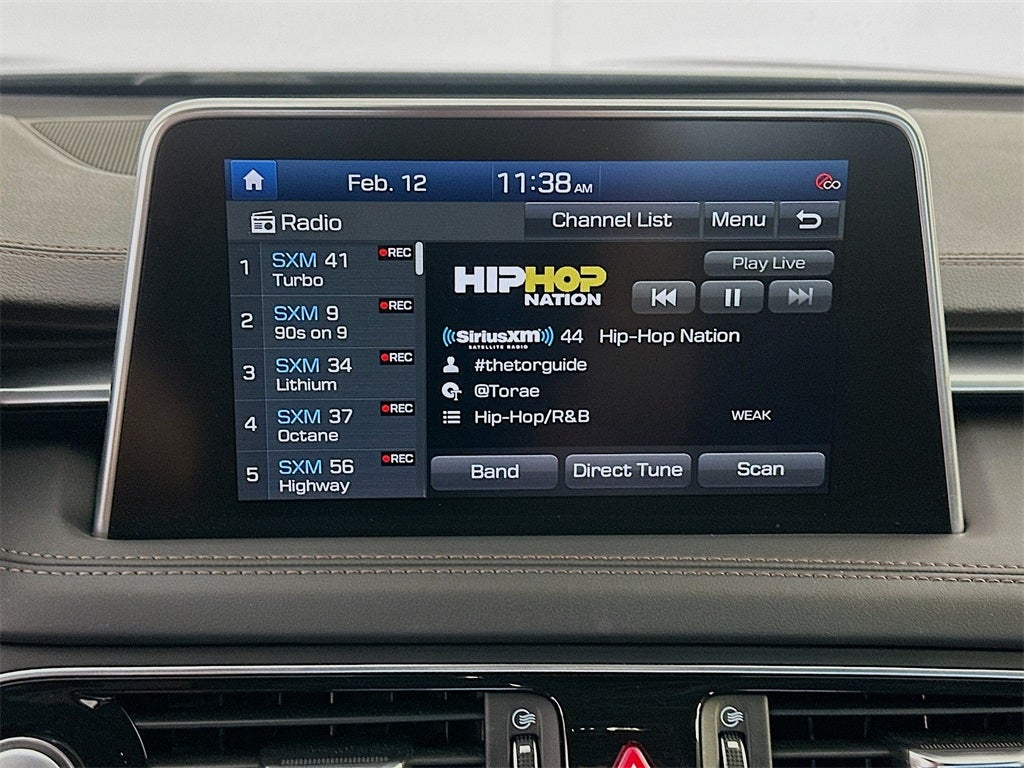 Feb. 12 11:38 AM
Radio Channel List Menu
1 SXM 41 REC
Turbo
2 SXM 9 REC
90s on 9
3 SXM 34 REC
Lithium
4 SXM 37 REC
Octane
5 SXM 56 REC
Highway
Play Live
HIPHOP
NATION
((SiriusXM))
SATELLITE RADIO
44 Hip-Hop Nation
#thetorguide
@Torae
Hip-Hop/R&B WEAK
Band Direct Tune Scan